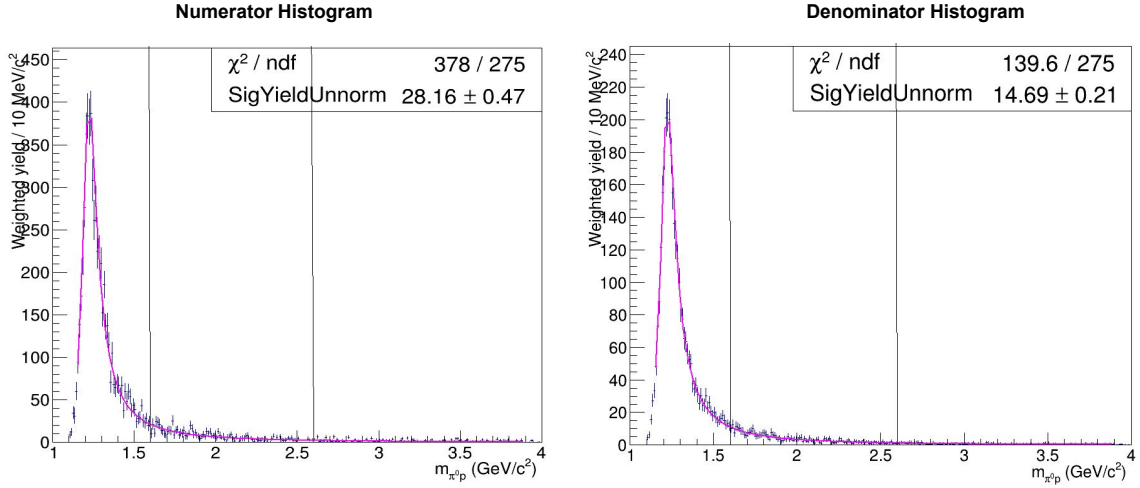 Numerator Histogram
Weighted yield / 10 MeV/c²
450
400
350
300
250
200
150
100
50
0
χ² / ndf 378 / 275
SigYieldUnnorm 28.16 ± 0.47
1 1.5 2 2.5 3 3.5 4
m_{π⁰p} (GeV/c²)
Denominator Histogram
Weighted yield / 10 MeV/c²
240
220
200
180
160
140
120
100
80
60
40
20
0
χ² / ndf 139.6 / 275
SigYieldUnnorm 14.69 ± 0.21
1 1.5 2 2.5 3 3.5 4
m_{π⁰p} (GeV/c²)